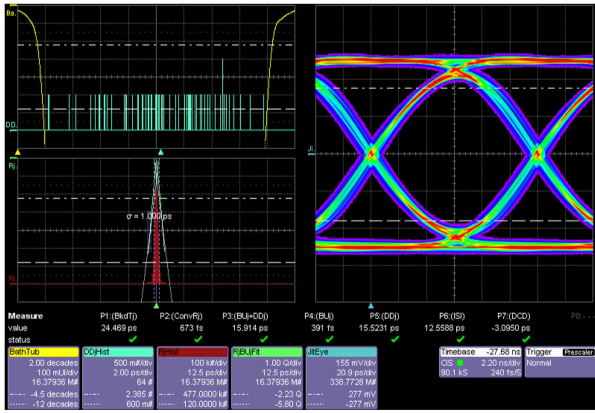 Ba.
DD.
Rj.
σ = 1.000 ps
Rj
Ji.
Measure P1:(BkdTj) P2:(ConvRj) P3:(BUj+DDj) P4:(BUj) P5:(DDj) P6:(ISI) P7:(DCD) P8:- - -
value 24.469 ps 673 fs 15.914 ps 391 fs 15.5231 ps 12.5588 ps -3.0950 ps
status
BathTub DDjHist RjHist RjBUjFit JitEye Timebase -27.68 ns Trigger Prescaler
2.00 decades 500 m#/div 100 k#/div 1.00 Q/div 155 mV/div CIS 2.20 ns/div Normal
100 mUI/div 2.00 ps/div 12.5 ps/div 12.5 ps/div 20.9 ps/div 90.1 kS 240 fs/S
16.37936 M# 64 # 16.37936 M# 16.37936 M# 338.7728 M#
-4.5 decades 2.385 # 477.0000 k# -2.23 Q 277 mV
-12 decades 600 m# 120.0000 k# -5.80 Q -277 mV